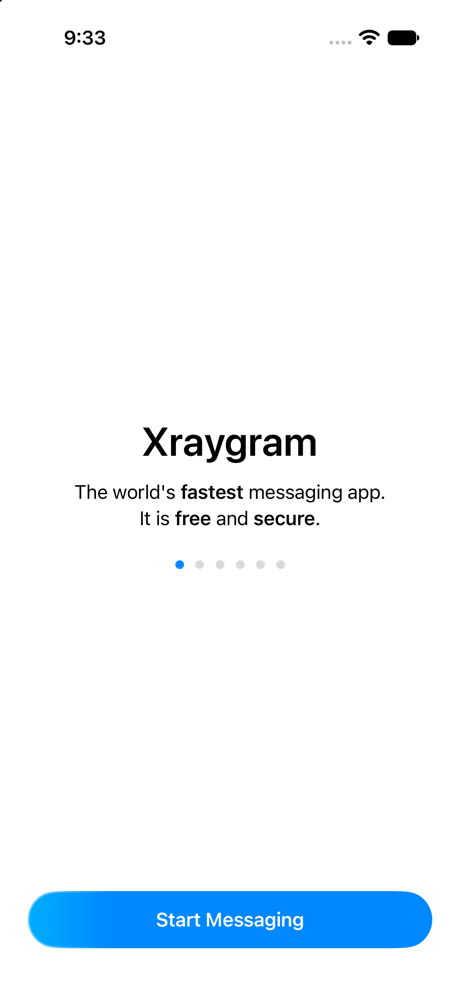 9:33
Xraygram
The world's fastest messaging app.
It is free and secure.
Start Messaging